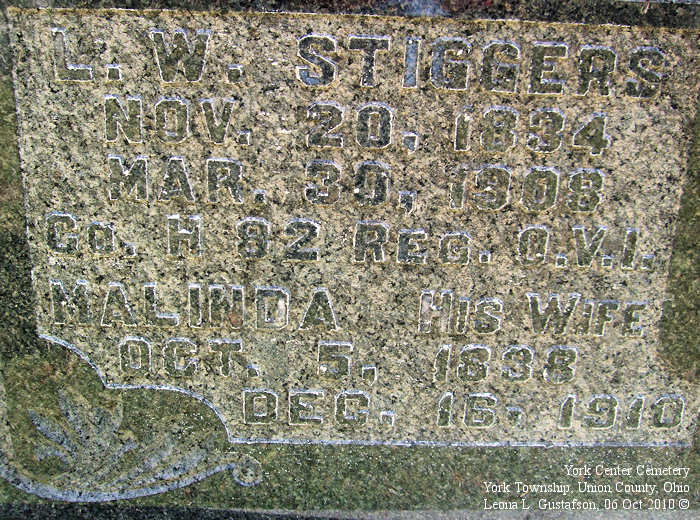 L. W. STIGGERS
NOV. 20, 1834
MAR. 30, 1908
CO. H 82 REG. O.V.I.
MALINDA HIS WIFE
OCT. 5, 1838
DEC. 16, 1910
York Center Cemetery
York Township, Union County, Ohio
Leona L. Gustafson, 06 Oct 2010 ©